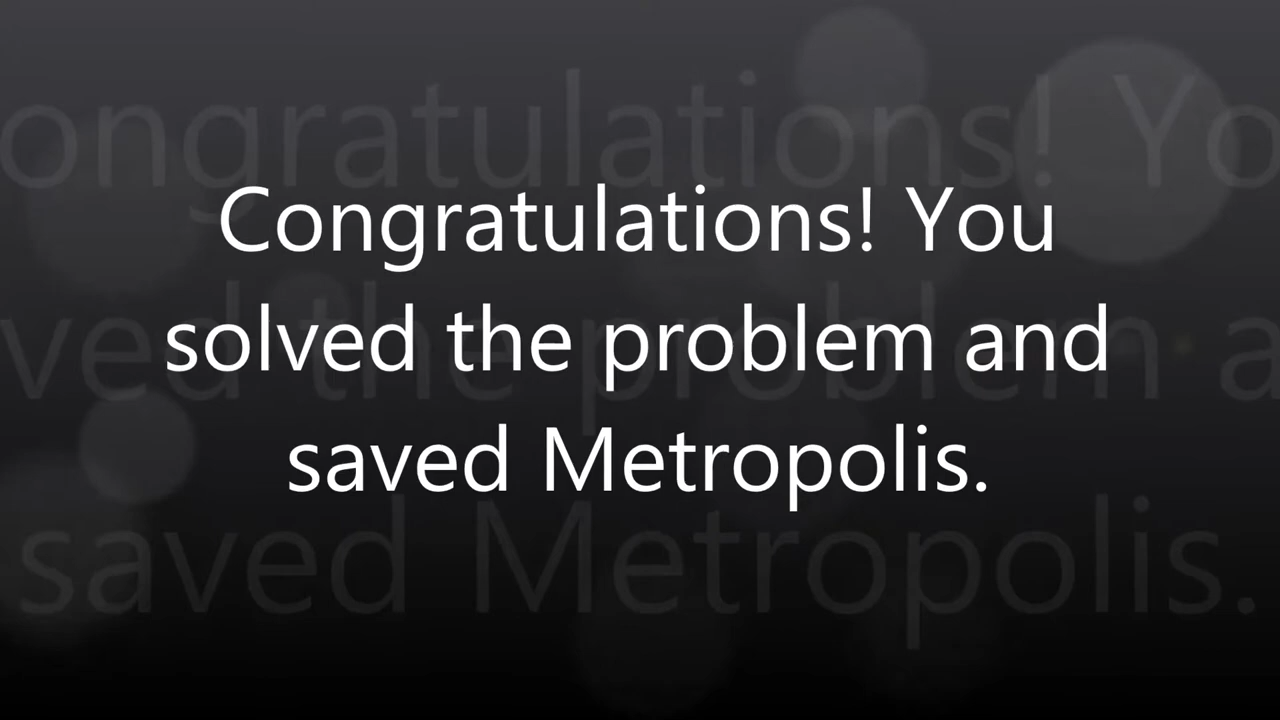 Congratulations! You
solved the problem and
saved Metropolis.